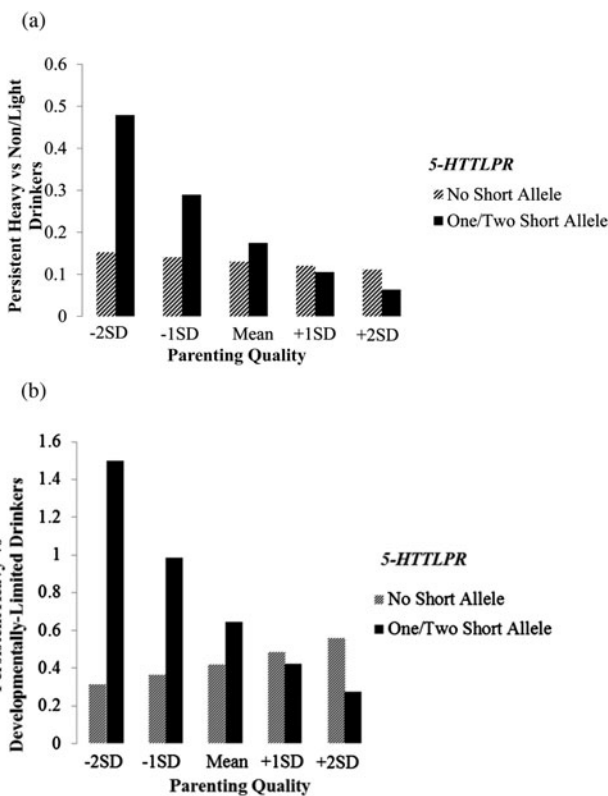 (a)
Persistent Heavy vs Non/Light
Drinkers
0.6
0.5
0.4
0.3
0.2
0.1
0
-2SD -1SD Mean +1SD +2SD
Parenting Quality
5-HTTLPR
No Short Allele
One/Two Short Allele
(b)
Developmentally-Limited Drinkers
1.6
1.4
1.2
1
0.8
0.6
0.4
0.2
0
-2SD -1SD Mean +1SD +2SD
Parenting Quality
5-HTTLPR
No Short Allele
One/Two Short Allele